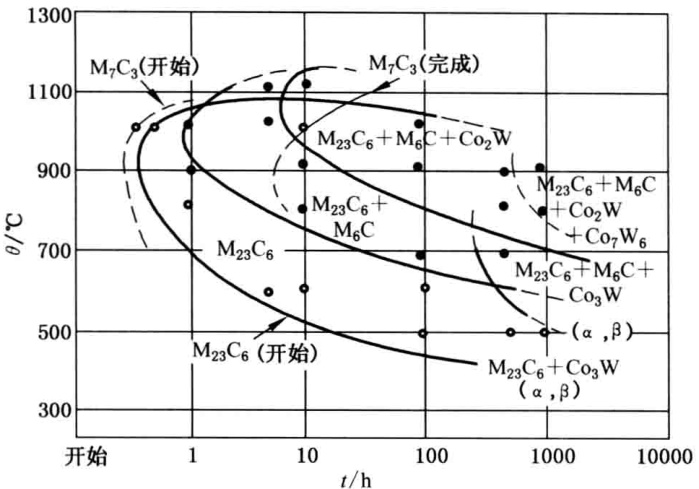 1300
M₇C₃(开始)
M₇C₃(完成)
1100
M₂₃C₆+M₆C+Co₂W
900
M₂₃C₆+M₆C
+Co₂W
+Co₇W₆
M₂₃C₆+
M₆C
θ/℃
700
M₂₃C₆
M₂₃C₆+M₆C+
Co₃W
500
M₂₃C₆(开始)
(α,β)
M₂₃C₆+Co₃W
(α,β)
300
开始
1
10
100
1000
10000
t/h